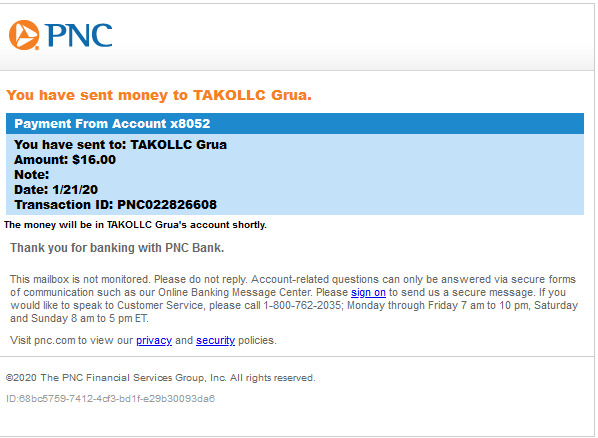 PNC
You have sent money to TAKOLLC Grua.
Payment From Account x8052
You have sent to: TAKOLLC Grua
Amount: $16.00
Note:
Date: 1/21/20
Transaction ID: PNC022826608
The money will be in TAKOLLC Grua's account shortly.
Thank you for banking with PNC Bank.
This mailbox is not monitored. Please do not reply. Account-related questions can only be answered via secure forms
of communication such as our Online Banking Message Center. Please sign on to send us a secure message. If you
would like to speak to Customer Service, please call 1-800-762-2035; Monday through Friday 7 am to 10 pm, Saturday
and Sunday 8 am to 5 pm ET.
Visit pnc.com to view our privacy and security policies.
©2020 The PNC Financial Services Group, Inc. All rights reserved.
ID:68bc5759-7412-4cf3-bd1f-e29b30093da6